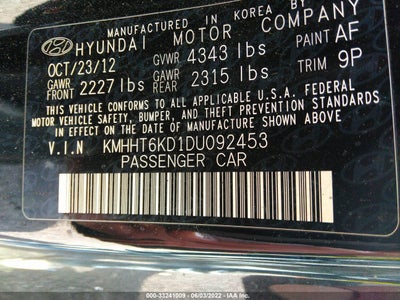 MANUFACTURED IN KOREA BY
HYUNDAI MOTOR COMPANY
OCT/23/12 GVWR 4343 lbs PAINT AF
GAWR FRONT 2227 lbs GAWR REAR 2315 lbs TRIM 9P
THIS VEHICLE CONFORMS TO ALL APPLICABLE U.S.A. FEDERAL
MOTOR VEHICLE SAFETY, BUMPER, AND THEFT PREVENTION STANDARDS
IN EFFECT ON THE DATE OF MANUFACTURE SHOWN ABOVE.
V.I.N KMHHT6KD1DU092453
PASSENGER CAR
000-33241009 - 06/03/2022 - IAA Inc.